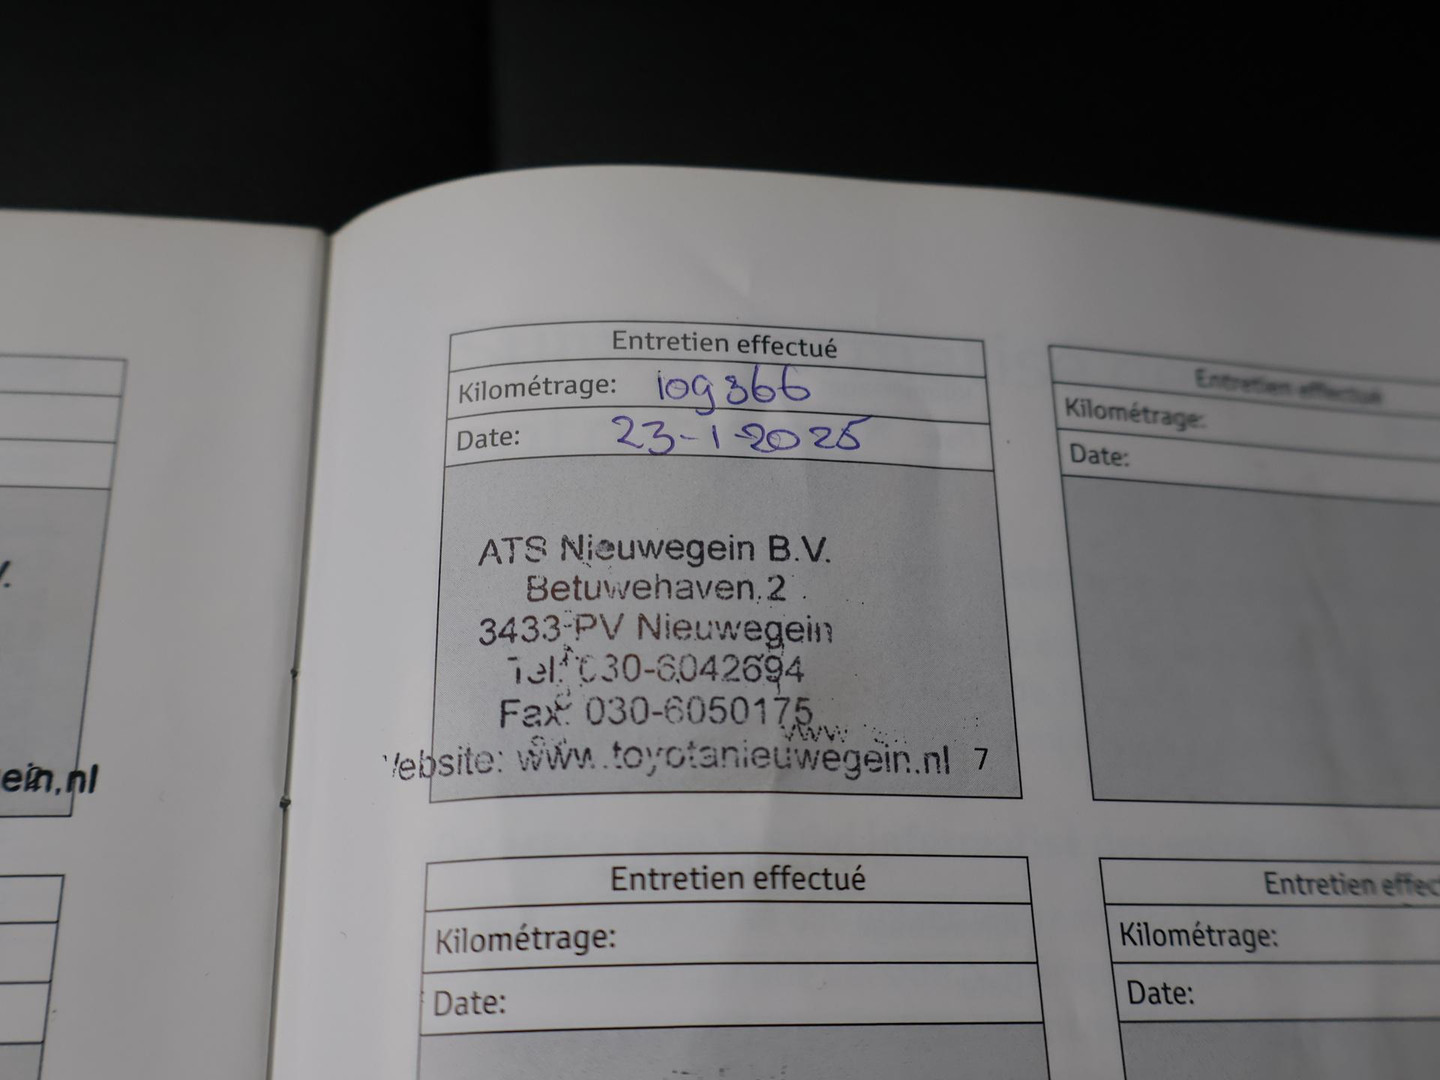 Entretien effectué
Kilométrage: 109366
Date: 23-1-2025
ATS Nieuwegein B.V.
Betuwehaven 2
3433 PV Nieuwegein
Tel: 030-6042694
Fax: 030-6050175
Website: www.toyotanieuwegein.nl 7
Entretien effectué
Kilométrage:
Date:
ein.nl
Entretien effectué
Kilométrage:
Date:
Entretien effect
Kilométrage:
Date: